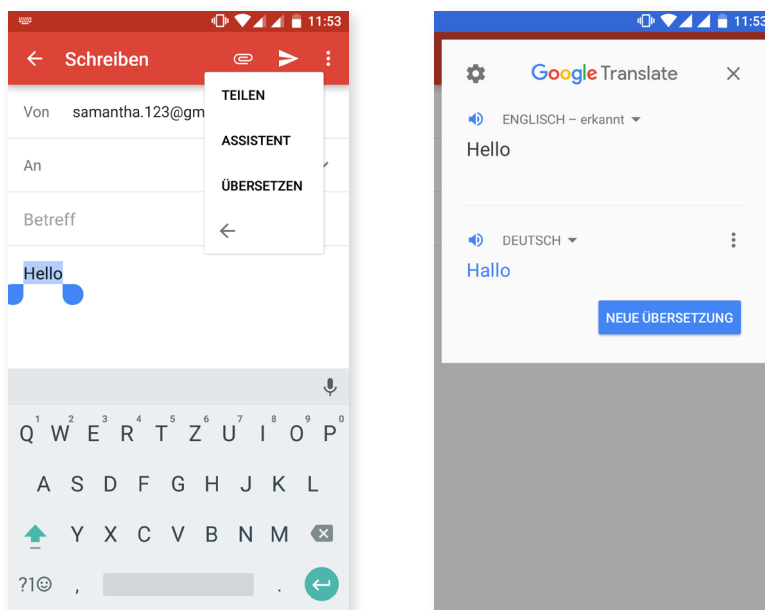 11:53
Schreiben
TEILEN
Von samantha.123@gm
ASSISTENT
An
ÜBERSETZEN
Betreff
Hello
1 2 3 4 5 6 7 8 9 0
Q W E R T Z U I O P
A S D F G H J K L
Y X C V B N M
?1☺ , .
11:53
Google Translate
ENGLISCH – erkannt
Hello
DEUTSCH
Hallo
NEUE ÜBERSETZUNG